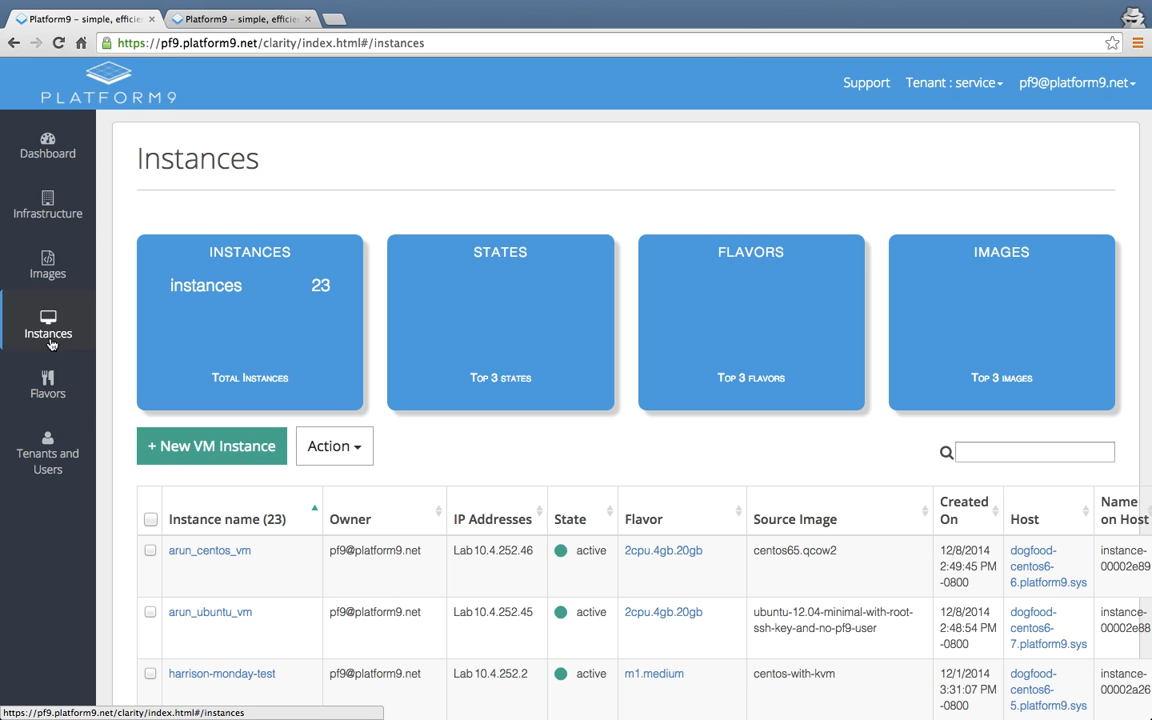 Platform9 – simple, efficie
Platform9 – simple, efficie
https://pf9.platform9.net/clarity/index.html#/instances
PLATFORM9
Support
Tenant : service
pf9@platform9.net
Dashboard
Infrastructure
Images
Instances
Flavors
Tenants and
Users
Instances
INSTANCES
instances 23
TOTAL INSTANCES
STATES
TOP 3 STATES
FLAVORS
TOP 3 FLAVORS
IMAGES
TOP 3 IMAGES
+ New VM Instance
Action
Instance name (23)
Owner
IP Addresses
State
Flavor
Source Image
Created
On
Host
Name
on Host
arun_centos_vm
pf9@platform9.net
Lab 10.4.252.46
active
2cpu.4gb.20gb
centos65.qcow2
12/8/2014
2:49:45 PM
-0800
dogfood-
centos6-
6.platform9.sys
instance-
00002e89
arun_ubuntu_vm
pf9@platform9.net
Lab 10.4.252.45
active
2cpu.4gb.20gb
ubuntu-12.04-minimal-with-root-
ssh-key-and-no-pf9-user
12/8/2014
2:48:54 PM
-0800
dogfood-
centos6-
7.platform9.sys
instance-
00002e88
harrison-monday-test
pf9@platform9.net
Lab 10.4.252.2
active
m1.medium
centos-with-kvm
12/1/2014
3:31:07 PM
-0800
dogfood-
centos6-
5.platform9.sys
instance-
00002a26
https://pf9.platform9.net/clarity/index.html#/instances